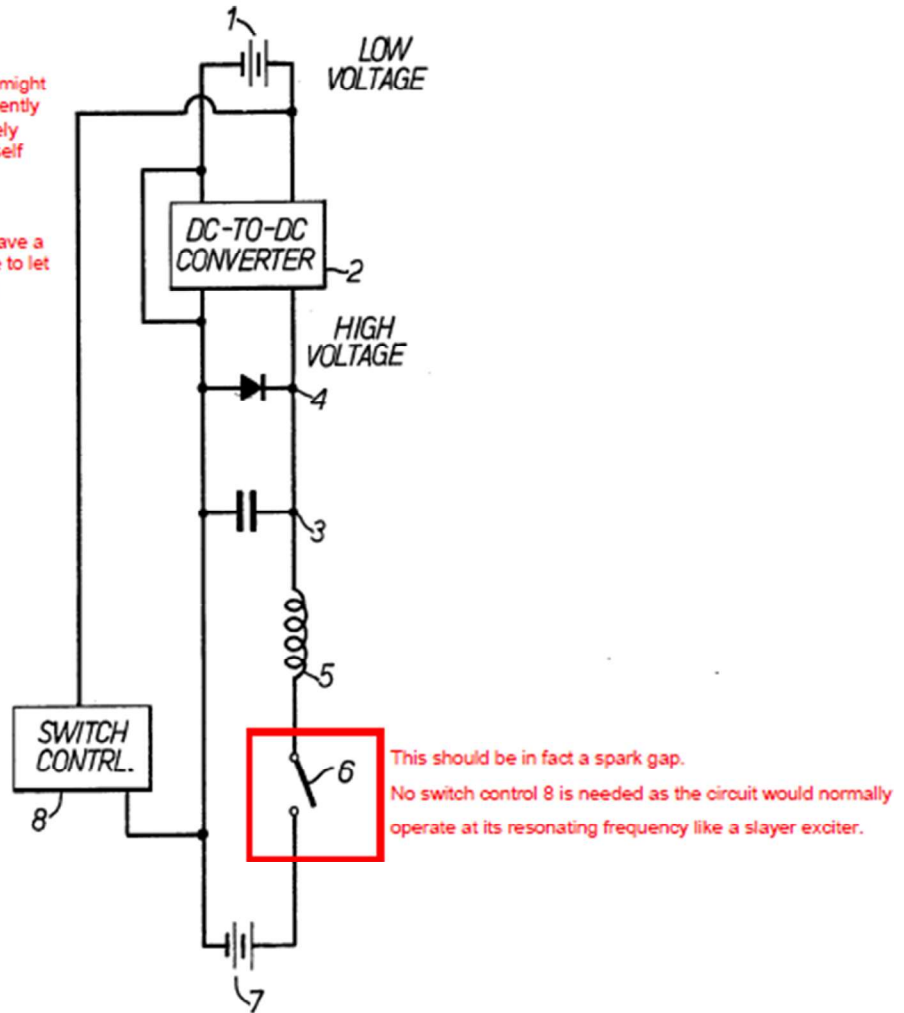 1
LOW
VOLTAGE
might
ently
ely
self
DC-TO-DC
CONVERTER
2
ave a
e to let
HIGH
VOLTAGE
4
3
5
SWITCH
CONTRL.
8
6
This should be in fact a spark gap.
No switch control 8 is needed as the circuit would normally
operate at its resonating frequency like a slayer exciter.
7